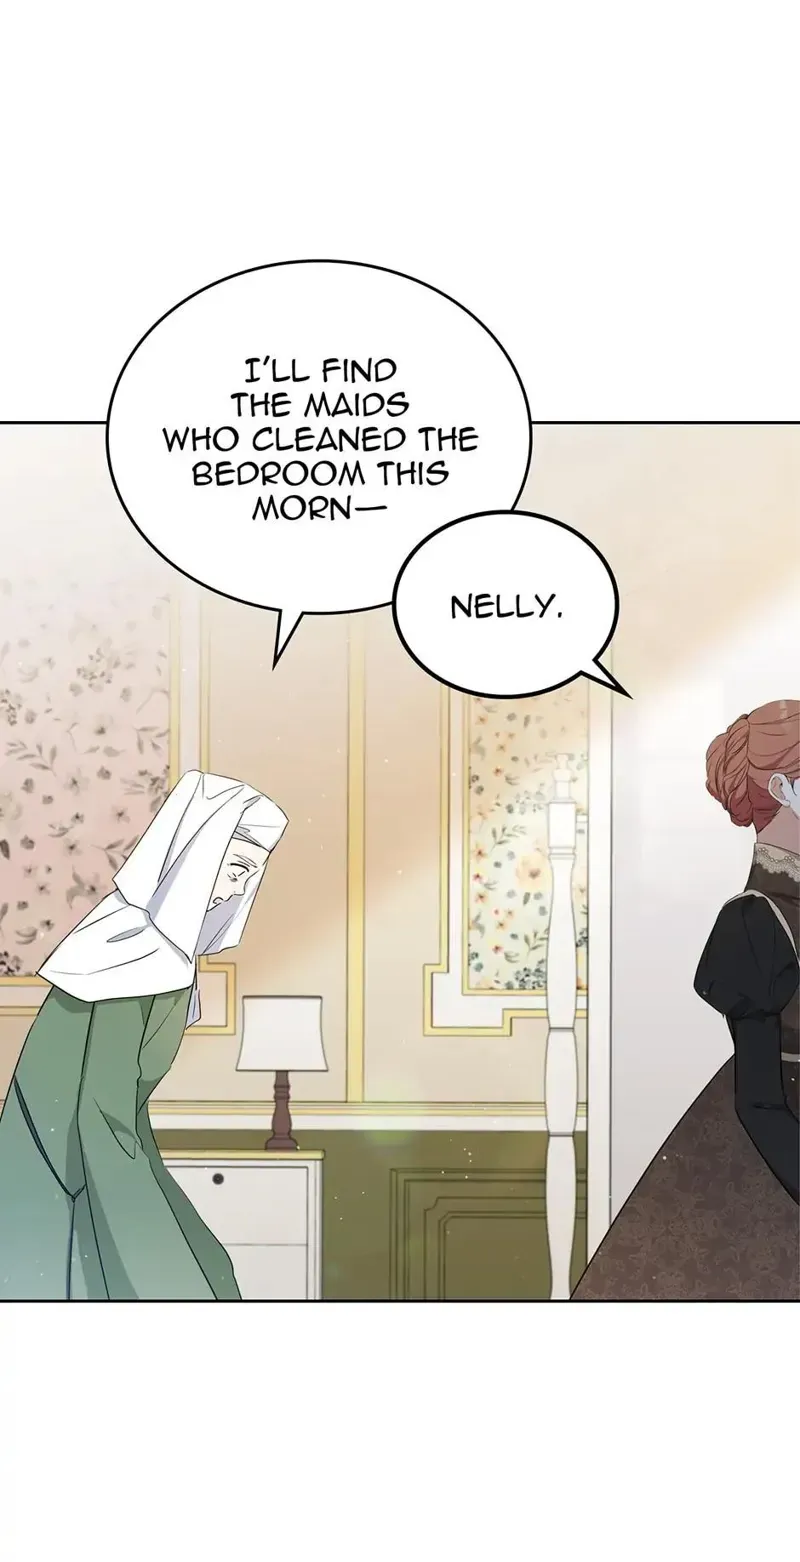 I'LL FIND
THE MAIDS
WHO CLEANED THE
BEDROOM THIS
MORN—
NELLY.